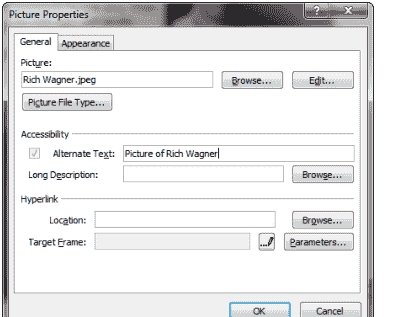 Picture Properties
? X
General Appearance
Picture:
Rich Wagner.jpeg Browse... Edit...
Picture File Type...
Accessibility
Alternate Text: Picture of Rich Wagner
Long Description: Browse...
Hyperlink
Location: Browse...
Target Frame: ... Parameters...
OK Cancel